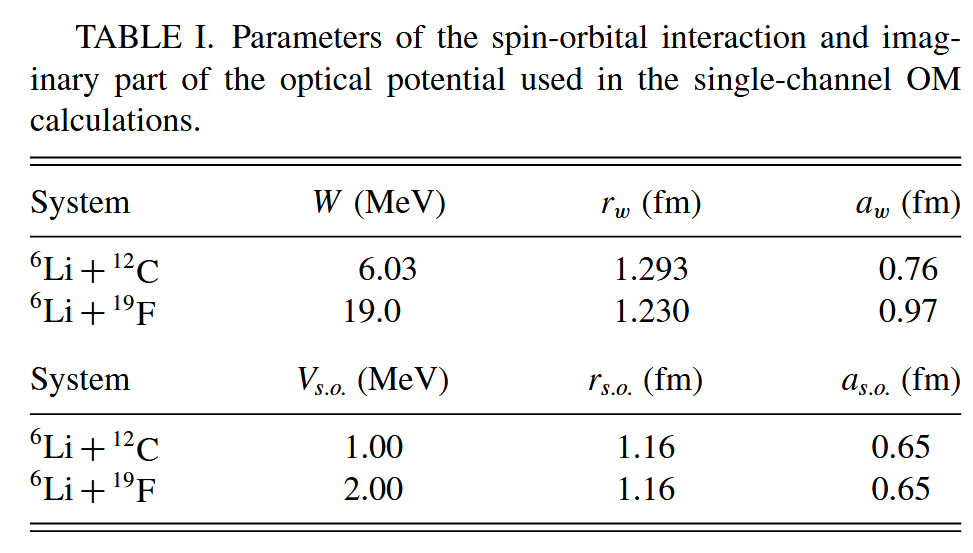 TABLE I. Parameters of the spin-orbital interaction and imag-
inary part of the optical potential used in the single-channel OM
calculations.
System W (MeV) r_w (fm) a_w (fm)
⁶Li + ¹²C 6.03 1.293 0.76
⁶Li + ¹⁹F 19.0 1.230 0.97
System V_{s.o.} (MeV) r_{s.o.} (fm) a_{s.o.} (fm)
⁶Li + ¹²C 1.00 1.16 0.65
⁶Li + ¹⁹F 2.00 1.16 0.65